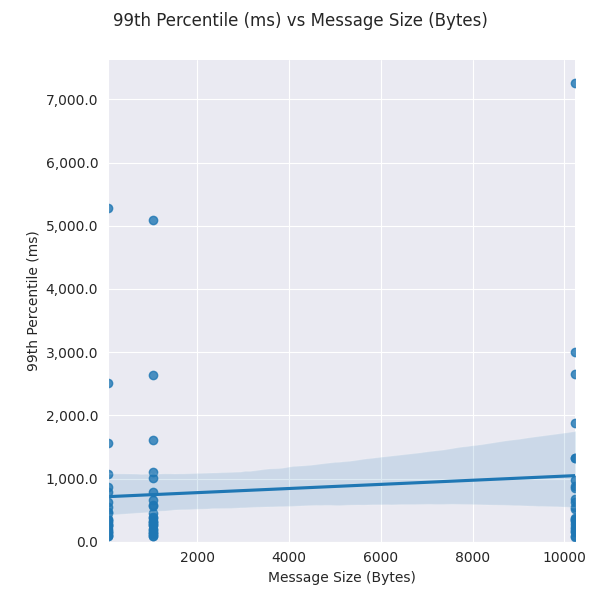 99th Percentile (ms) vs Message Size (Bytes)
7,000.0
6,000.0
5,000.0
4,000.0
3,000.0
2,000.0
1,000.0
0.0
99th Percentile (ms)
2000 4000 6000 8000 10000
Message Size (Bytes)